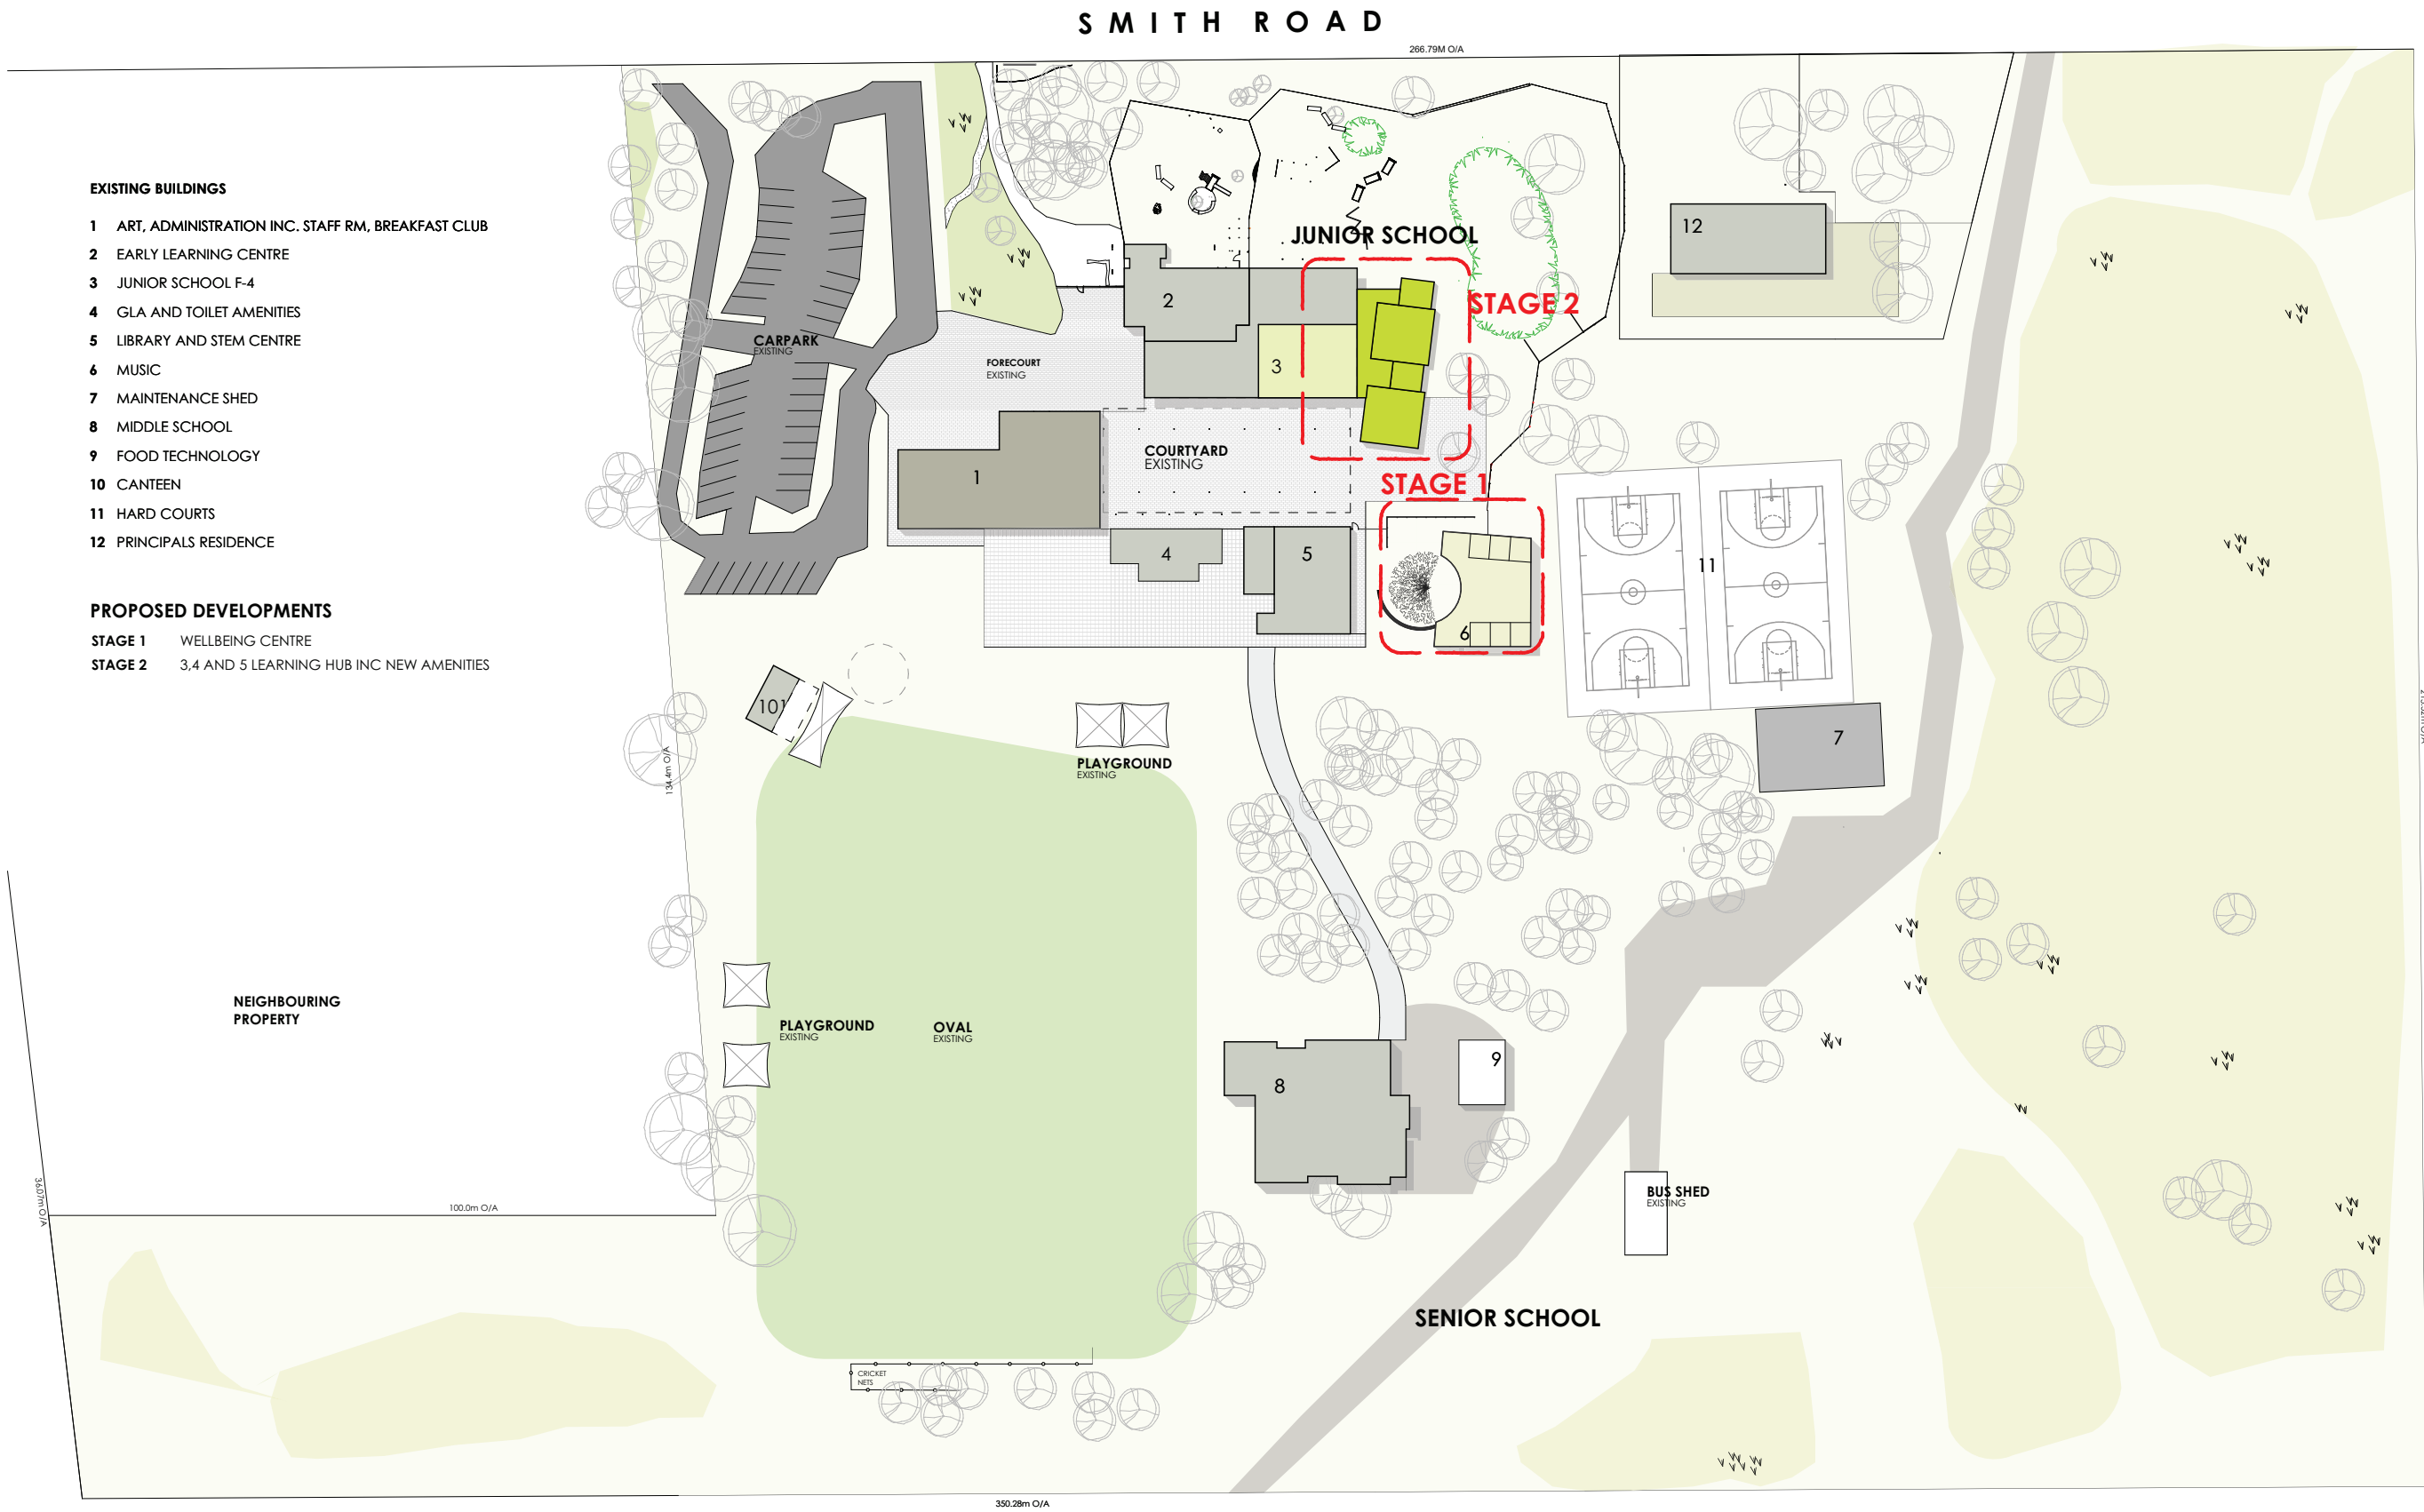 SMITH ROAD
266.79M O/A
EXISTING BUILDINGS
1 ART, ADMINISTRATION INC. STAFF RM, BREAKFAST CLUB
2 EARLY LEARNING CENTRE
3 JUNIOR SCHOOL F-4
4 GLA AND TOILET AMENITIES
5 LIBRARY AND STEM CENTRE
6 MUSIC
7 MAINTENANCE SHED
8 MIDDLE SCHOOL
9 FOOD TECHNOLOGY
10 CANTEEN
11 HARD COURTS
12 PRINCIPALS RESIDENCE
PROPOSED DEVELOPMENTS
STAGE 1 WELLBEING CENTRE
STAGE 2 3,4 AND 5 LEARNING HUB INC NEW AMENITIES
JUNIOR SCHOOL
STAGE 2
12
2
3
CARPARK
EXISTING
FORECOURT
EXISTING
COURTYARD
EXISTING
1
STAGE 1
4
5
6
11
101
7
PLAYGROUND
EXISTING
134.4m O/A
NEIGHBOURING
PROPERTY
PLAYGROUND
EXISTING
OVAL
EXISTING
8
9
BUS SHED
EXISTING
36.07m O/A
100.0m O/A
SENIOR SCHOOL
CRICKET
NETS
350.28m O/A